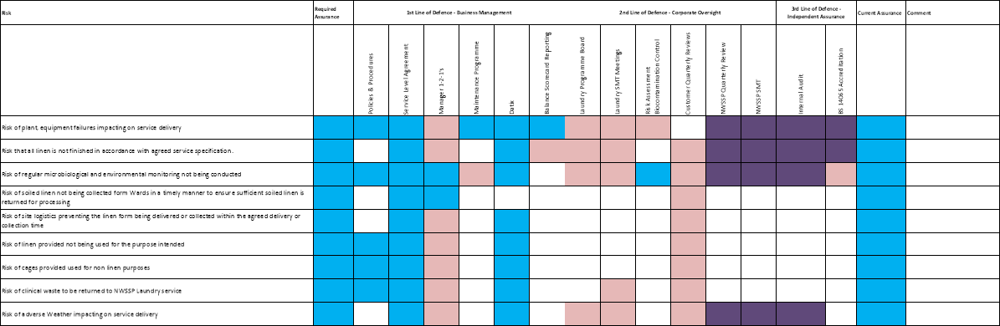 Risk
Required
Assurance
1st Line of Defence - Business Management
2nd Line of Defence - Corporate Oversight
3rd Line of Defence -
Independent Assurance
Current Assurance
Comment
Policies & Procedures
Service Level Agreement
Manager 1-2-1's
Maintenance Programme
Datix
Balance Scorecard Reporting
Laundry Programme Board
Laundry SMT Meetings
Risk Assessment
Biocontamination Control
Customer Quarterly Reviews
NWSSP Quarterly Review
NWSSP SMT
Internal Audit
BS 14065 Accreditation
Risk of plant, equipment failures impacting on service delivery
Risk that all linen is not finished in accordance with agreed service specification.
Risk of regular microbiological and environmental monitoring not being conducted
Risk of soiled linen not being collected form Wards in a timely manner to ensure sufficient soiled linen is
returned for processing
Risk of site logistics preventing the linen form being delivered or collected within the agreed delivery or
collection time
Risk of linen provided not being used for the purpose intended
Risk of cages provided used for non linen purposes
Risk of clinical waste to be returned to NWSSP Laundry service
Risk of adverse Weather impacting on service delivery